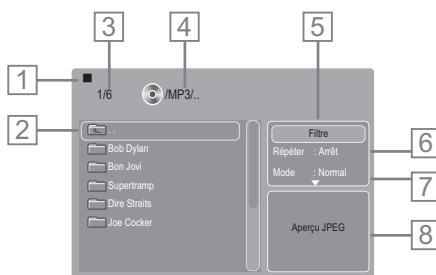 3
4
5
1
1/6
/MP3/..
2
. .
Filtre
Bob Dylan
Répéter : Arrêt
6
Bon Jovi
Mode : Normal
7
Supertramp
Dire Straits
Joe Cocker
Aperçu JPEG
8